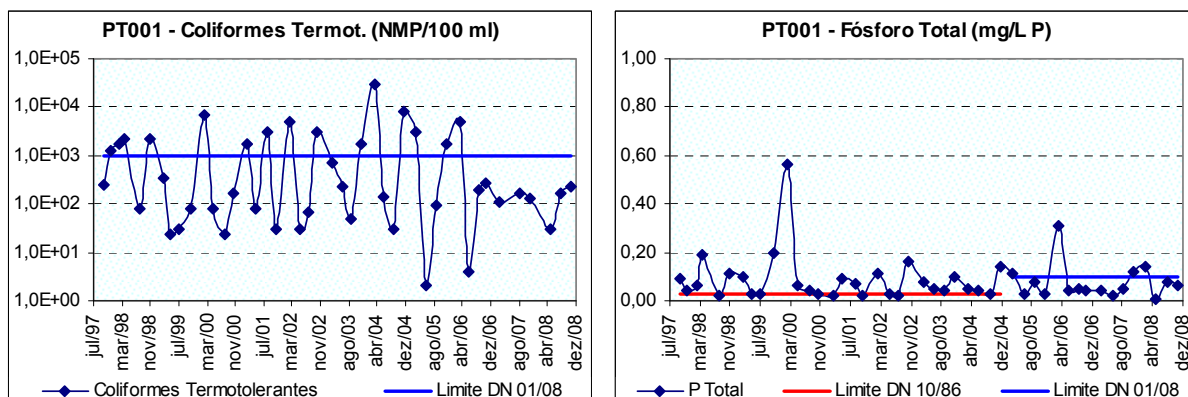 PT001 - Coliformes Termot. (NMP/100 ml)
1,0E+05
1,0E+04
1,0E+03
1,0E+02
1,0E+01
1,0E+00
jul/97
mar/98
nov/98
jul/99
mar/00
nov/00
jul/01
mar/02
nov/02
ago/03
abr/04
dez/04
ago/05
abr/06
dez/06
ago/07
abr/08
dez/08
Coliformes Termotolerantes
Limite DN 01/08
PT001 - Fósforo Total (mg/L P)
1,00
0,80
0,60
0,40
0,20
0,00
jul/97
mar/98
nov/98
jul/99
mar/00
nov/00
jul/01
mar/02
nov/02
ago/03
abr/04
dez/04
ago/05
abr/06
dez/06
ago/07
abr/08
dez/08
P Total
Limite DN 10/86
Limite DN 01/08